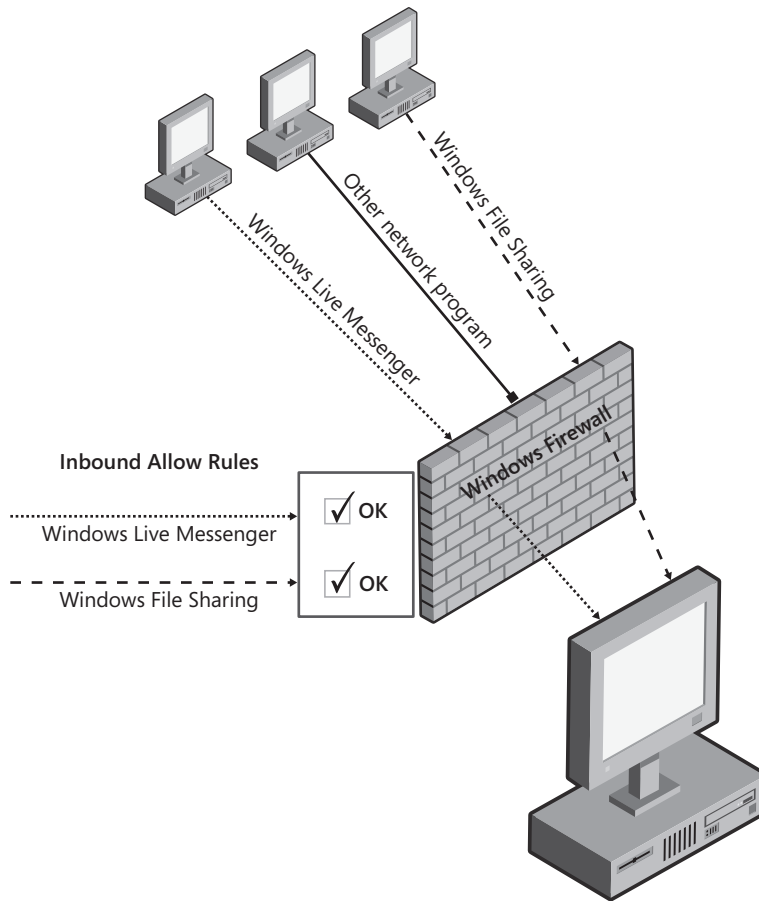 Windows File Sharing
Other network program
Windows Live Messenger
Windows Firewall
Inbound Allow Rules
OK
Windows Live Messenger
OK
Windows File Sharing